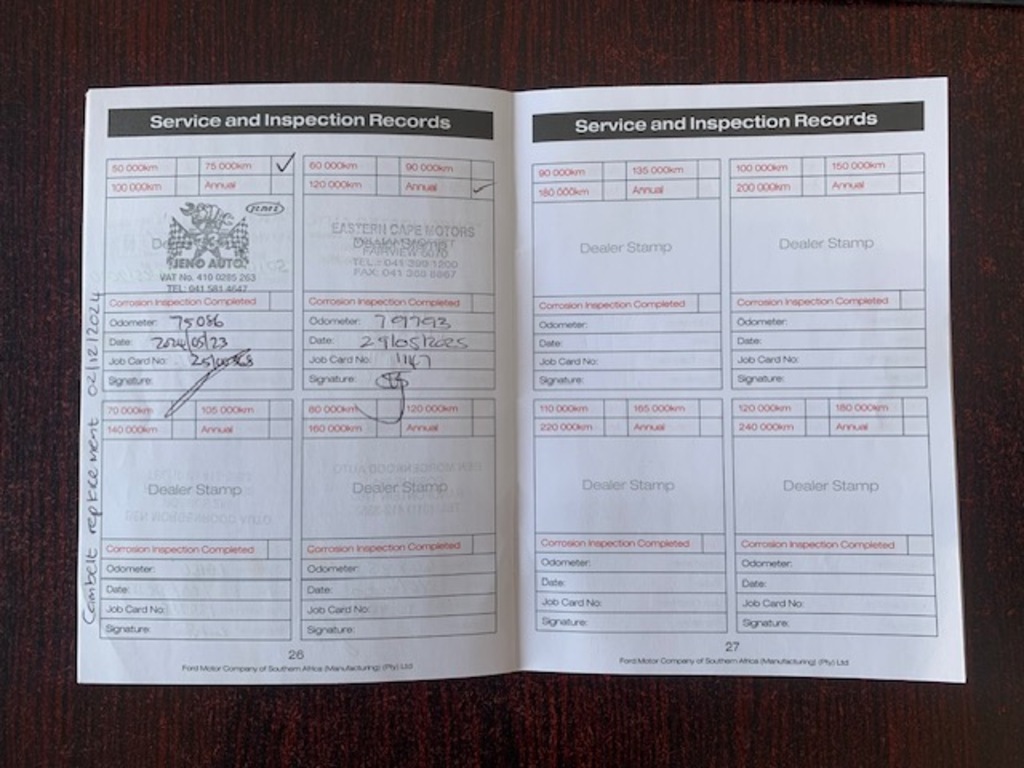 Service and Inspection Records
50 000km 75 000km ✓
100 000km Annual
RMI
JENO AUTO
VAT No. 410 0285 263
TEL: 041 581 4647
Corrosion Inspection Completed
Odometer: 75086
Date: 2024/05/23
Job Card No:
Signature:
60 000km 90 000km
120 000km Annual ✓
EASTERN CAPE MOTORS
FAIRVIEW 6070
TEL.: 041 399 1200
Corrosion Inspection Completed
Odometer: 79793
Date: 29/05/2025
Job Card No: 1147
Signature:
70 000km 105 000km
140 000km Annual
Dealer Stamp
Corrosion Inspection Completed
Odometer:
Date:
Job Card No:
Signature:
80 000km 120 000km
160 000km Annual
Dealer Stamp
Corrosion Inspection Completed
Odometer:
Date:
Job Card No:
Signature:
Cambelt replacement 02/12/2024
26
Ford Motor Company of Southern Africa (Manufacturing) (Pty) Ltd
Service and Inspection Records
90 000km 135 000km
180 000km Annual
Dealer Stamp
Corrosion Inspection Completed
Odometer:
Date:
Job Card No:
Signature:
100 000km 150 000km
200 000km Annual
Dealer Stamp
Corrosion Inspection Completed
Odometer:
Date:
Job Card No:
Signature:
110 000km 165 000km
220 000km Annual
Dealer Stamp
Corrosion Inspection Completed
Odometer:
Date:
Job Card No:
Signature:
120 000km 180 000km
240 000km Annual
Dealer Stamp
Corrosion Inspection Completed
Odometer:
Date:
Job Card No:
Signature:
27
Ford Motor Company of Southern Africa (Manufacturing) (Pty) Ltd